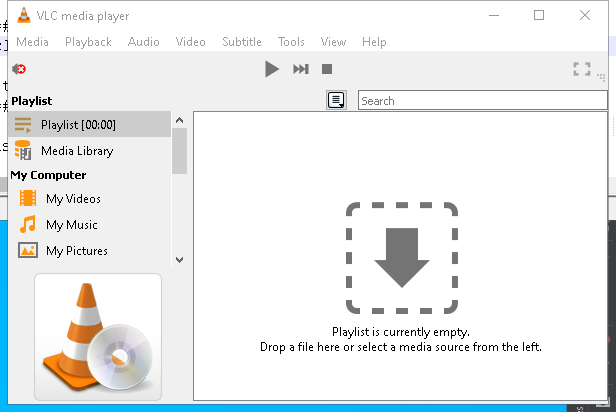 VLC media player
Media Playback Audio Video Subtitle Tools View Help
Playlist
Search
Playlist [00:00]
Media Library
My Computer
My Videos
My Music
My Pictures
Playlist is currently empty.
Drop a file here or select a media source from the left.